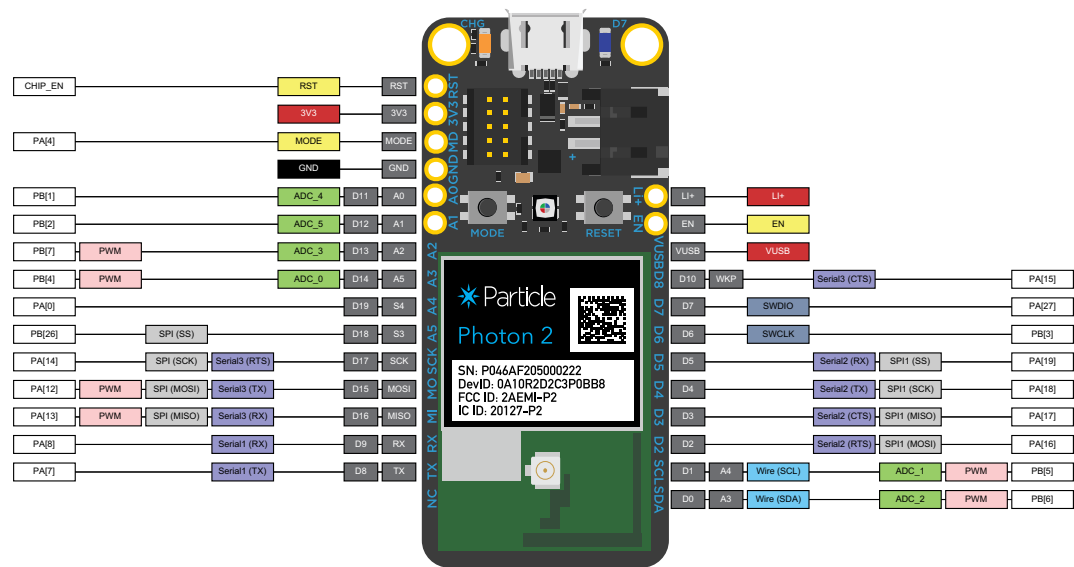 CHG D7
CHIP_EN RST RST RST
3V3 3V3 3V3
PA[4] MODE MODE MD
GND GND GND
PB[1] ADC_4 D11 A0 A0
PB[2] ADC_5 D12 A1 A1
PB[7] PWM ADC_3 D13 A2 A2
PB[4] PWM ADC_0 D14 A5 A3
PA[0] D19 S4 A4
PB[26] SPI (SS) D18 S3 A5
PA[14] SPI (SCK) Serial3 (RTS) D17 SCK SCK
PA[12] PWM SPI (MOSI) Serial3 (TX) D15 MOSI MO
PA[13] PWM SPI (MISO) Serial3 (RX) D16 MISO MI
PA[8] Serial1 (RX) D9 RX RX
PA[7] Serial1 (TX) D8 TX TX
NC
+
MODE RESET
Particle
Photon 2
SN: P046AF205000222
DevID: 0A10R2D2C3P0BB8
FCC ID: 2AEMI-P2
IC ID: 20127-P2
LI+ LI+ LI+
EN EN EN
VUSB VUSB VUSB
D8 D10 WKP Serial3 (CTS) PA[15]
D7 D7 SWDIO PA[27]
D6 D6 SWCLK PB[3]
D5 D5 Serial2 (RX) SPI1 (SS) PA[19]
D4 D4 Serial2 (TX) SPI1 (SCK) PA[18]
D3 D3 Serial2 (CTS) SPI1 (MISO) PA[17]
D2 D2 Serial2 (RTS) SPI1 (MOSI) PA[16]
SCL D1 A4 Wire (SCL) ADC_1 PWM PB[5]
SDA D0 A3 Wire (SDA) ADC_2 PWM PB[6]